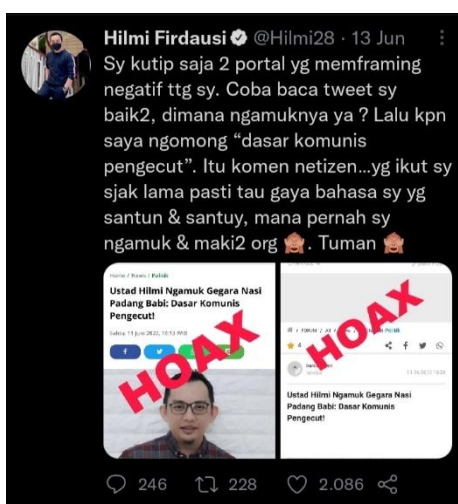 Hilmi Firdausi @Hilmi28 · 13 Jun
Sy kutip saja 2 portal yg memframing
negatif ttg sy. Coba baca tweet sy
baik2, dimana ngamuknya ya ? Lalu kpn
saya ngomong “dasar komunis
pengecut”. Itu komen netizen...yg ikut sy
sjak lama pasti tau gaya bahasa sy yg
santun & santuy, mana pernah sy
ngamuk & maki2 org 🙈. Tuman 🙈
Home / News / Politik
Ustad Hilmi Ngamuk Gegara Nasi
Padang Babi: Dasar Komunis
Pengecut!
HOAX
4
HOAX
Ustad Hilmi Ngamuk Gegara Nasi
Padang Babi: Dasar Komunis
Pengecut!
246 228 2.086